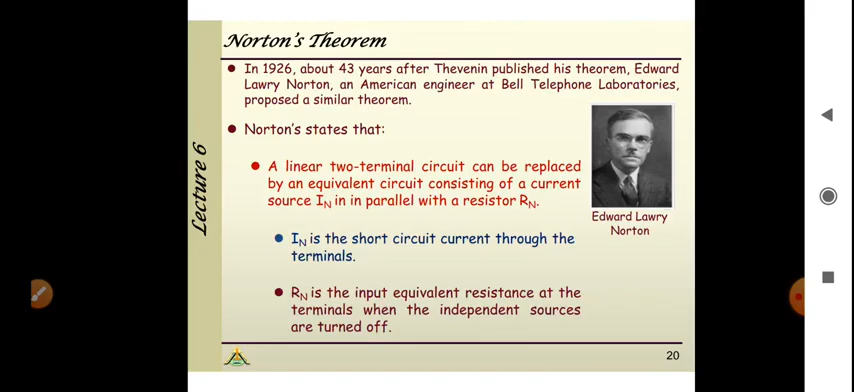 Norton's Theorem
In 1926, about 43 years after Thevenin published his theorem, Edward
Lawry Norton, an American engineer at Bell Telephone Laboratories,
proposed a similar theorem.
Norton's states that:
A linear two-terminal circuit can be replaced
by an equivalent circuit consisting of a current
source I_N in in parallel with a resistor R_N.
Edward Lawry
Norton
I_N is the short circuit current through the
terminals.
R_N is the input equivalent resistance at the
terminals when the independent sources
are turned off.
Lecture 6
20